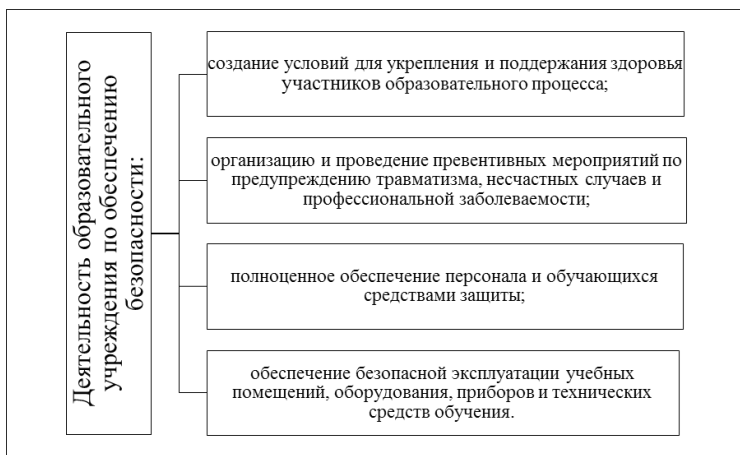 Деятельность образовательного
учреждения по обеспечению
безопасности:
создание условий для укрепления и поддержания здоровья
участников образовательного процесса;
организацию и проведение превентивных мероприятий по
предупреждению травматизма, несчастных случаев и
профессиональной заболеваемости;
полноценное обеспечение персонала и обучающихся
средствами защиты;
обеспечение безопасной эксплуатации учебных
помещений, оборудования, приборов и технических
средств обучения.